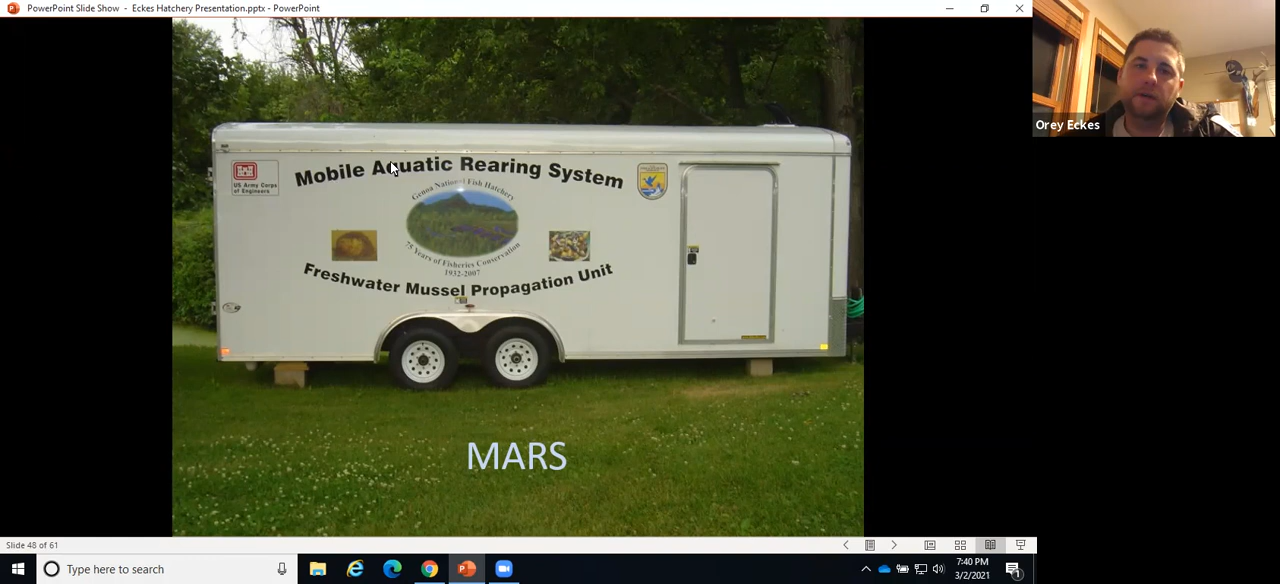 PowerPoint Slide Show - Eckes Hatchery Presentation.pptx - PowerPoint
Orey Eckes
US Army Corps
of Engineers
Mobile Aquatic Rearing System
Genoa National Fish Hatchery
75 Years of Fisheries Conservation
1932-2007
Freshwater Mussel Propagation Unit
MARS
Slide 48 of 61
Type here to search
7:40 PM
3/2/2021
1